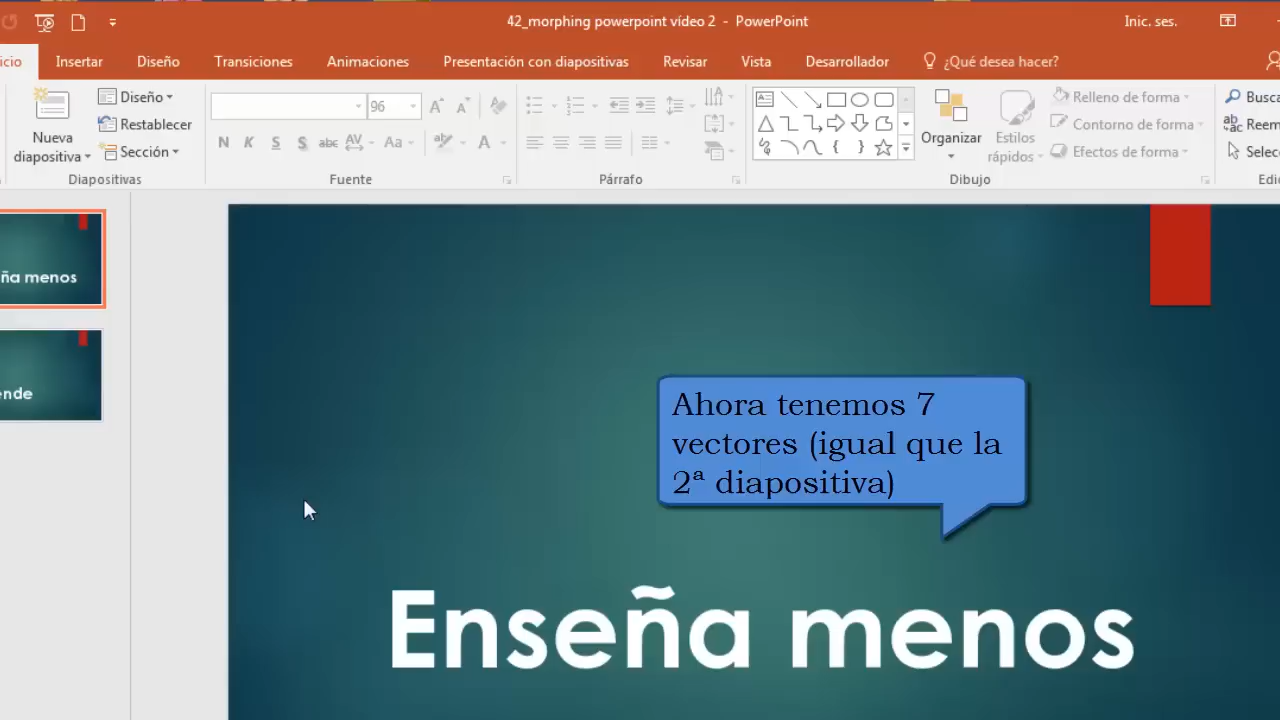 42_morphing powerpoint vídeo 2 - PowerPoint
Inic. ses.
icio Insertar Diseño Transiciones Animaciones Presentación con diapositivas Revisar Vista Desarrollador ¿Qué desea hacer?
Nueva diapositiva
Diseño
Restablecer
Sección
Diapositivas
96
N K S S abc AV Aa A
Fuente
Párrafo
Organizar
Estilos rápidos
Relleno de forma
Contorno de forma
Efectos de forma
Dibujo
Busca
Reem
Selec
Edic
ña menos
ende
Ahora tenemos 7
vectores (igual que la
2ª diapositiva)
Enseña menos